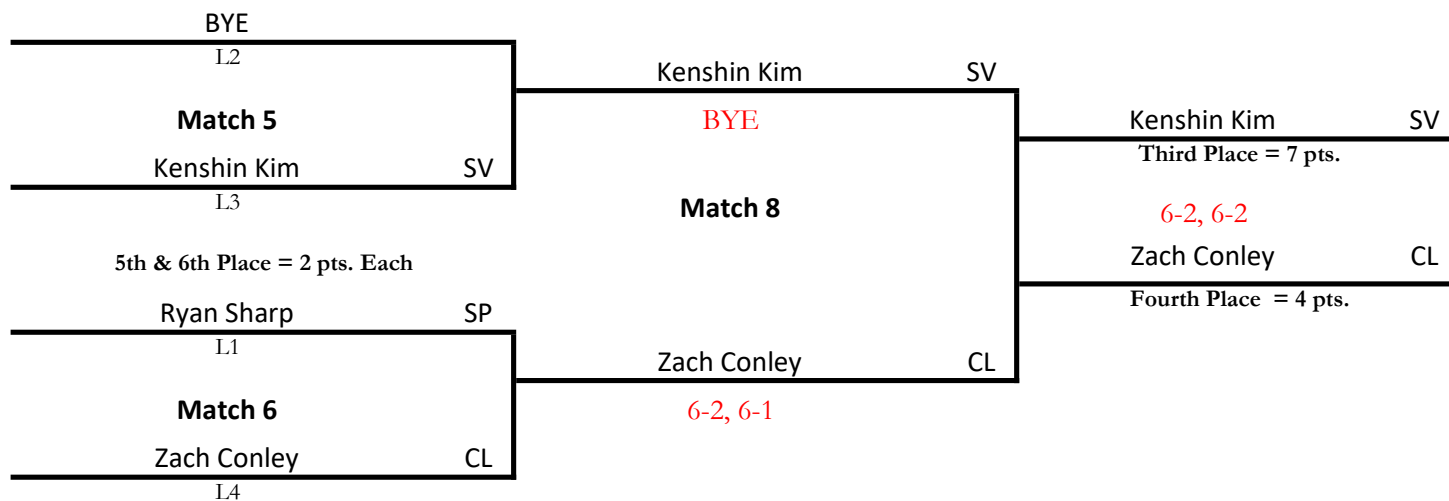 BYE
L2
Match 5
Kenshin Kim SV
L3
5th & 6th Place = 2 pts. Each
Ryan Sharp SP
L1
Match 6
Zach Conley CL
L4
Kenshin Kim SV
BYE
Match 8
Zach Conley CL
6-2, 6-1
Kenshin Kim SV
Third Place = 7 pts.
6-2, 6-2
Zach Conley CL
Fourth Place = 4 pts.